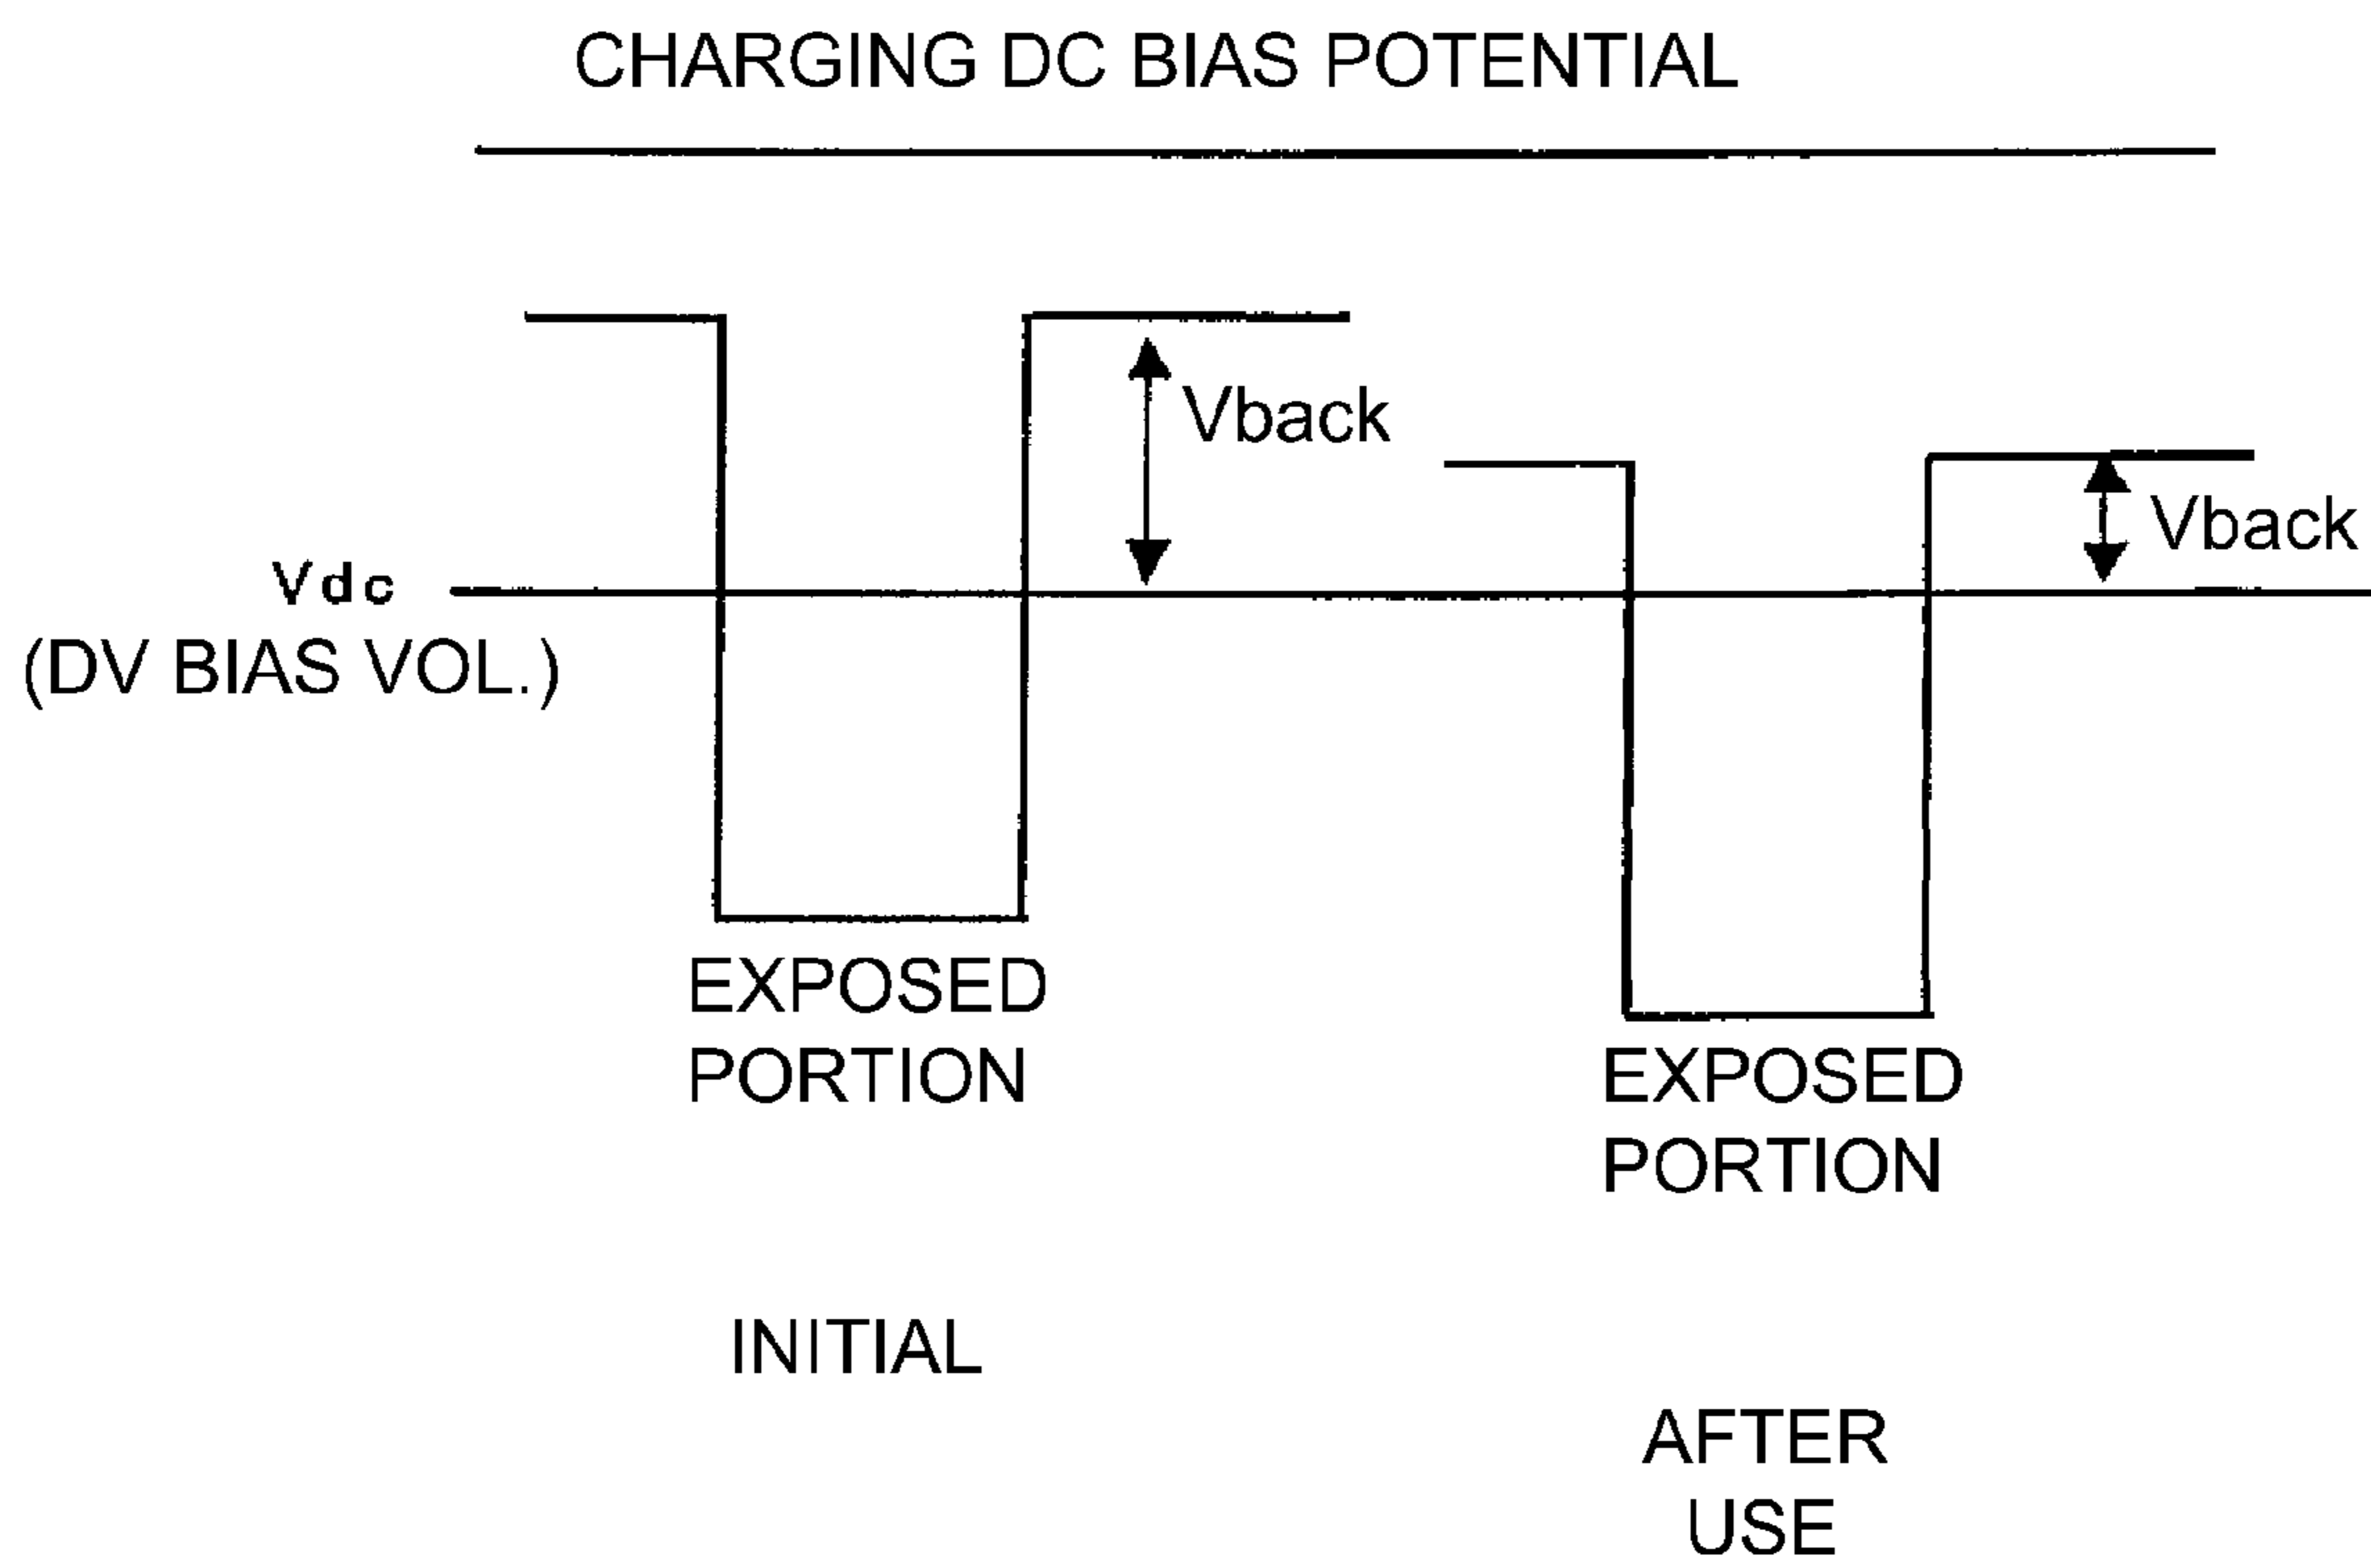 CHARGING DC BIAS POTENTIAL
Vback
Vback
Vdc
(DV BIAS VOL.)
EXPOSED
PORTION
EXPOSED
PORTION
INITIAL
AFTER
USE